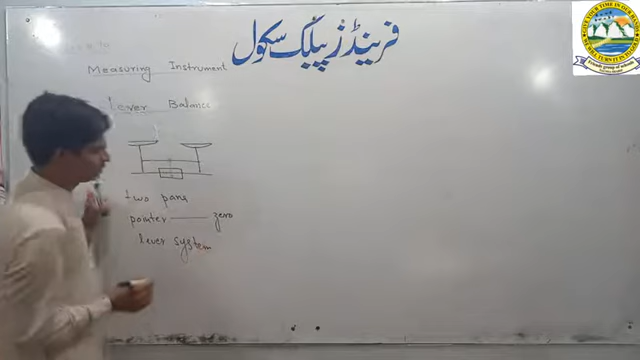 فرینڈز پبلک سکول
Measuring Instrument
Lever Balance
two pans
pointer —— zero
lever system